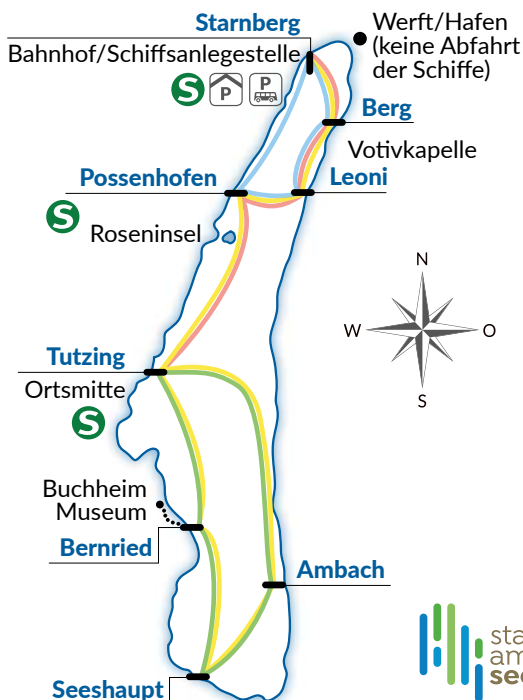 Starnberg
Bahnhof/Schiffsanlegestelle
S P P
Werft/Hafen
(keine Abfahrt
der Schiffe)
Berg
Votivkapelle
Possenhofen
Leoni
S
Roseninsel
N
W O
S
Tutzing
Ortsmitte
S
Buchheim
Museum
Bernried
Ambach
Seeshaupt